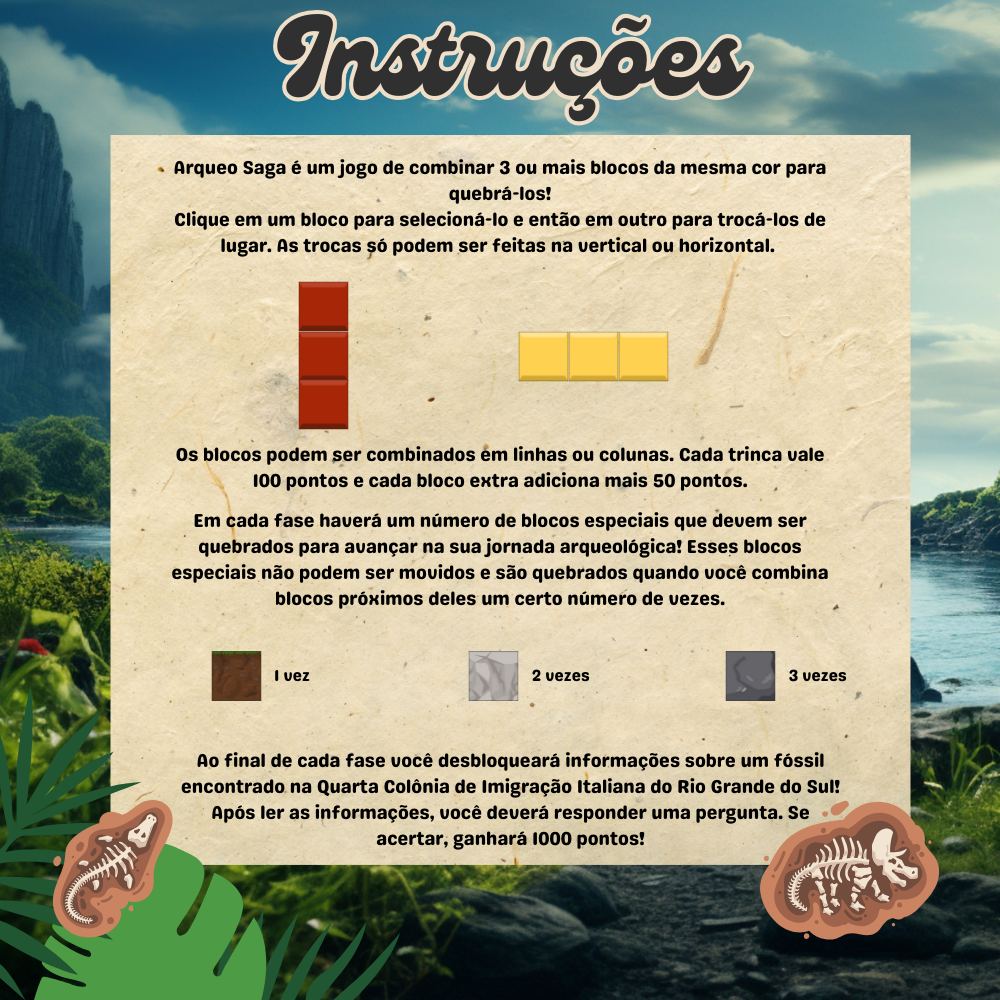 Instruções
Arqueo Saga é um jogo de combinar 3 ou mais blocos da mesma cor para
quebrá-los!
Clique em um bloco para selecioná-lo e então em outro para trocá-los de
lugar. As trocas só podem ser feitas na vertical ou horizontal.
Os blocos podem ser combinados em linhas ou colunas. Cada trinca vale
100 pontos e cada bloco extra adiciona mais 50 pontos.
Em cada fase haverá um número de blocos especiais que devem ser
quebrados para avançar na sua jornada arqueológica! Esses blocos
especiais não podem ser movidos e são quebrados quando você combina
blocos próximos deles um certo número de vezes.
1 vez
2 vezes
3 vezes
Ao final de cada fase você desbloqueará informações sobre um fóssil
encontrado na Quarta Colônia de Imigração Italiana do Rio Grande do Sul!
Após ler as informações, você deverá responder uma pergunta. Se
acertar, ganhará 1000 pontos!